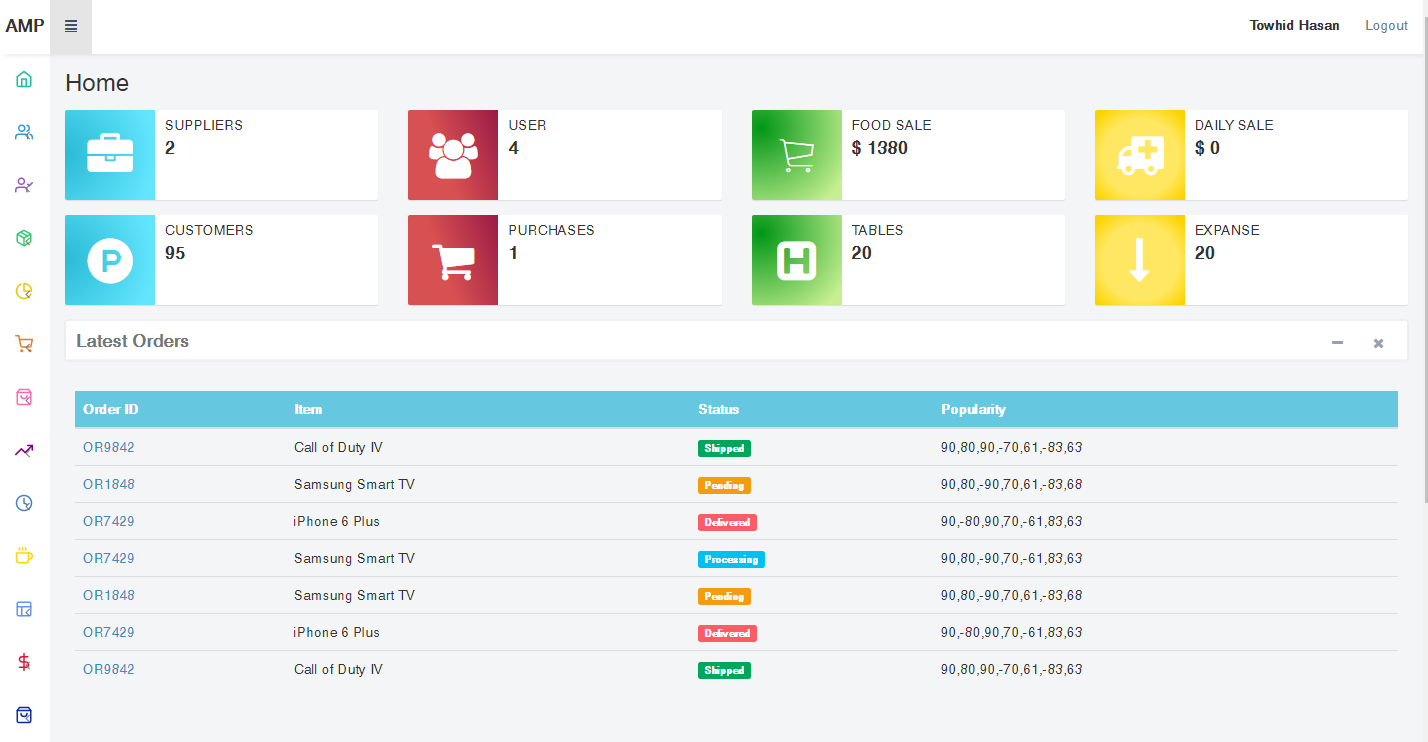 AMP Towhid Hasan Logout
Home
SUPPLIERS
2
USER
4
FOOD SALE
$ 1380
DAILY SALE
$ 0
CUSTOMERS
95
PURCHASES
1
TABLES
20
EXPANSE
20
P
H
Latest Orders
Order ID Item Status Popularity
OR9842 Call of Duty IV Shipped 90,80,90,-70,61,-83,63
OR1848 Samsung Smart TV Pending 90,80,-90,70,61,-83,68
OR7429 iPhone 6 Plus Delivered 90,-80,90,70,-61,83,63
OR7429 Samsung Smart TV Processing 90,80,-90,70,-61,83,63
OR1848 Samsung Smart TV Pending 90,80,-90,70,61,-83,68
OR7429 iPhone 6 Plus Delivered 90,-80,90,70,-61,83,63
OR9842 Call of Duty IV Shipped 90,80,90,-70,61,-83,63